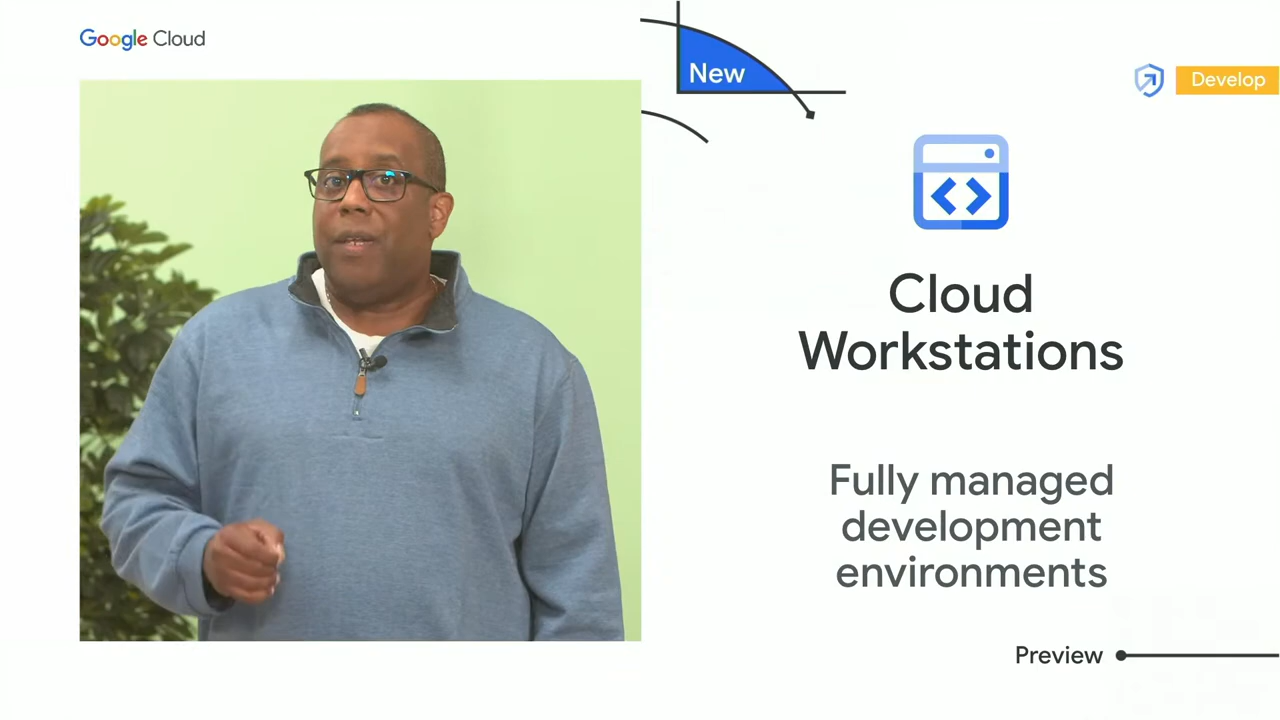 Google Cloud
New
Develop
Cloud
Workstations
Fully managed
development
environments
Preview